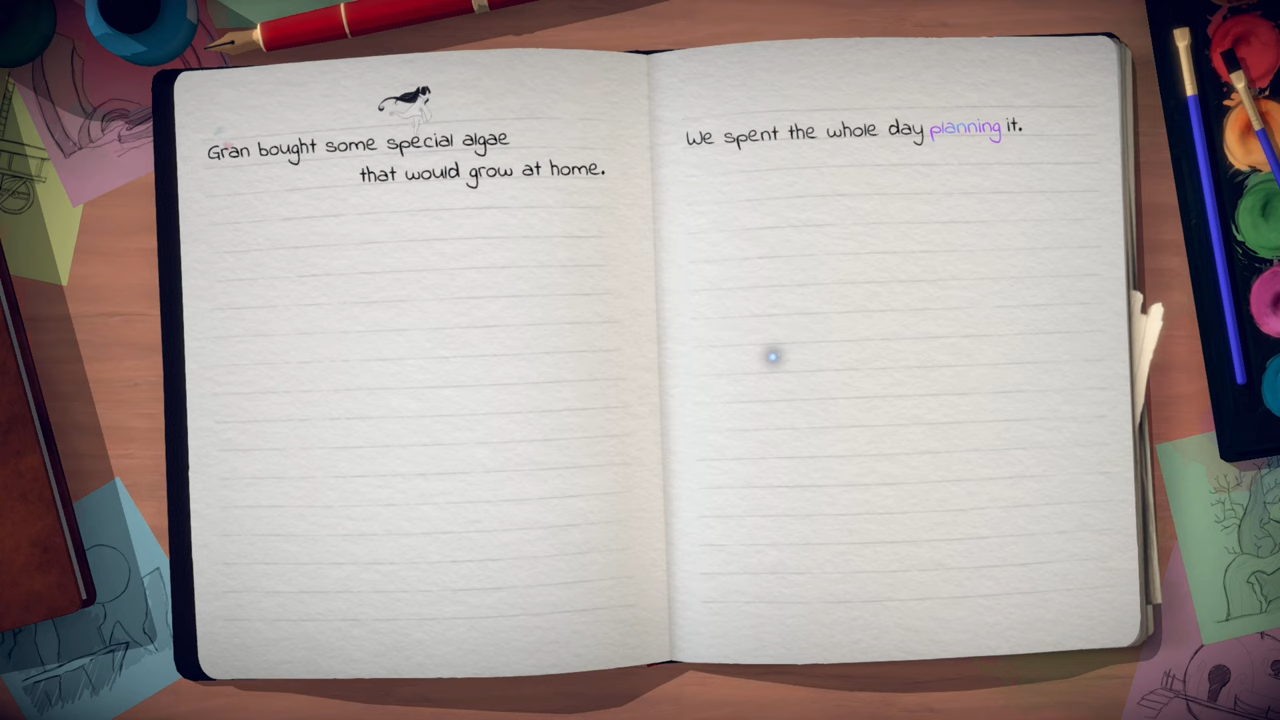 Gran bought some special algae
that would grow at home.
We spent the whole day planning it.